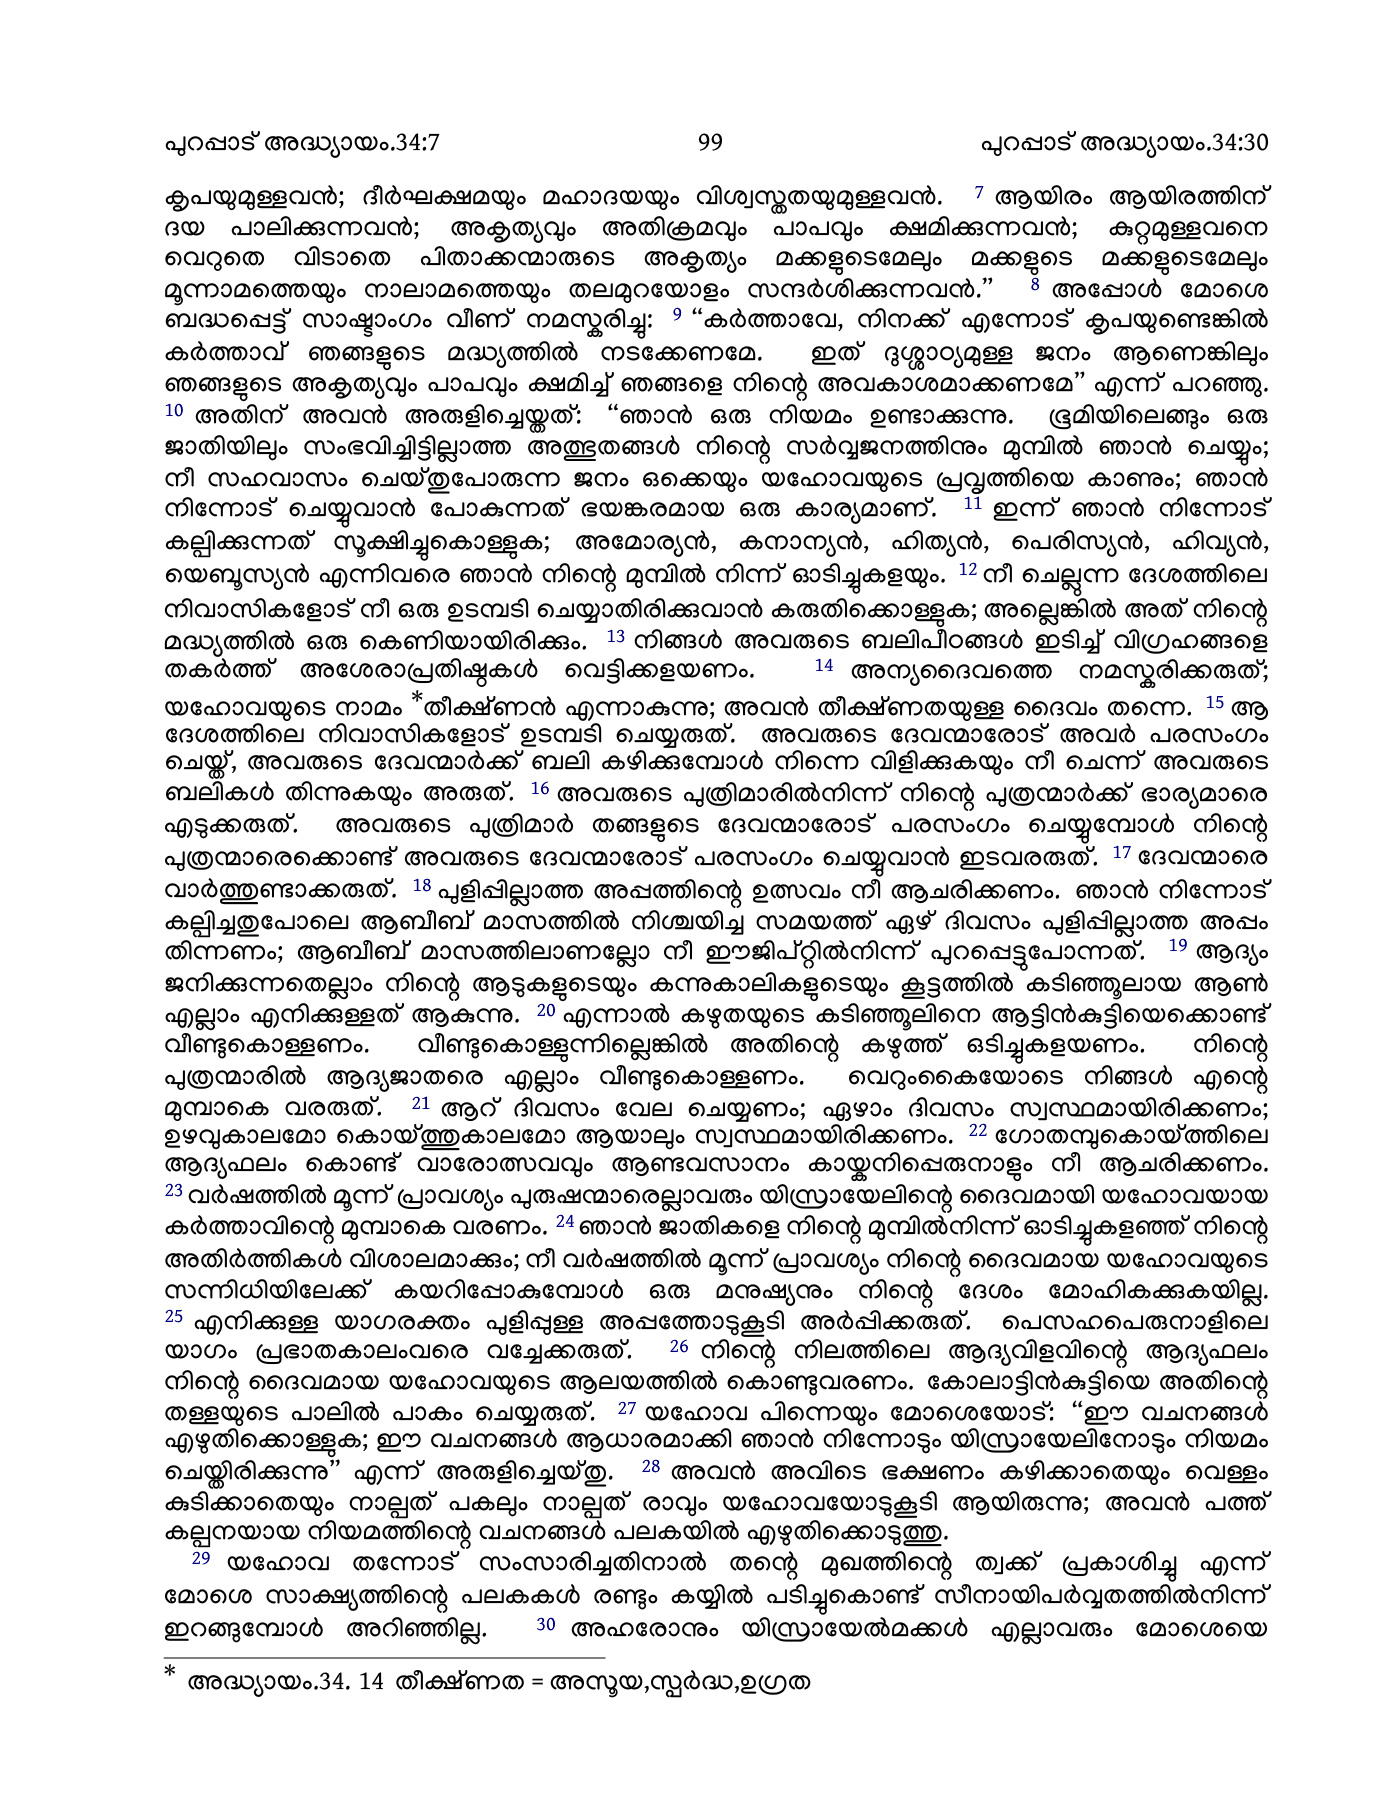 പുറപ്പാട് അദ്ധ്യായം.34:7 99 പുറപ്പാട് അദ്ധ്യായം.34:30
കൃപയുമുള്ളവൻ; ദീർഘക്ഷമയും മഹാദയയും വിശ്വസ്തതയുമുള്ളവൻ. 7 ആയിരം ആയിരത്തിന്
ദയ പാലിക്കുന്നവൻ; അകൃത്യവും അതിക്രമവും പാപവും ക്ഷമിക്കുന്നവൻ; കുറ്റമുള്ളവനെ
വെറുതെ വിടാതെ പിതാക്കന്മാരുടെ അകൃത്യം മക്കളുടെമേലും മക്കളുടെ മക്കളുടെമേലും
മൂന്നാമത്തെയും നാലാമത്തെയും തലമുറയോളം സന്ദർശിക്കുന്നവൻ.” 8 അപ്പോൾ മോശെ
ബദ്ധപ്പെട്ട് സാഷ്ടാംഗം വീണ് നമസ്കരിച്ചു: 9 “കർത്താവേ, നിനക്ക് എന്നോട് കൃപയുണ്ടെങ്കിൽ
കർത്താവ് ഞങ്ങളുടെ മദ്ധ്യത്തിൽ നടക്കേണമേ. ഇത് ദുശ്ശാഠ്യമുള്ള ജനം ആണെങ്കിലും
ഞങ്ങളുടെ അകൃത്യവും പാപവും ക്ഷമിച്ച് ഞങ്ങളെ നിന്റെ അവകാശമാക്കണമേ” എന്ന് പറഞ്ഞു.
10 അതിന് അവൻ അരുളിച്ചെയ്തത്: “ഞാൻ ഒരു നിയമം ഉണ്ടാക്കുന്നു. ഭൂമിയിലെങ്ങും ഒരു
ജാതിയിലും സംഭവിച്ചിട്ടില്ലാത്ത അത്ഭുതങ്ങൾ നിന്റെ സർവ്വജനത്തിനും മുമ്പിൽ ഞാൻ ചെയ്യും;
നീ സഹവാസം ചെയ്തുപോരുന്ന ജനം ഒക്കെയും യഹോവയുടെ പ്രവൃത്തിയെ കാണും; ഞാൻ
നിന്നോട് ചെയ്യുവാൻ പോകുന്നത് ഭയങ്കരമായ ഒരു കാര്യമാണ്. 11 ഇന്ന് ഞാൻ നിന്നോട്
കല്പിക്കുന്നത് സൂക്ഷിച്ചുകൊള്ളുക; അമോര്യൻ, കനാന്യൻ, ഹിത്യൻ, പെരിസ്യൻ, ഹിവ്യൻ,
യെബൂസ്യൻ എന്നിവരെ ഞാൻ നിന്റെ മുമ്പിൽ നിന്ന് ഓടിച്ചുകളയും. 12 നീ ചെല്ലുന്ന ദേശത്തിലെ
നിവാസികളോട് നീ ഒരു ഉടമ്പടി ചെയ്യാതിരിക്കുവാൻ കരുതിക്കൊള്ളുക; അല്ലെങ്കിൽ അത് നിന്റെ
മദ്ധ്യത്തിൽ ഒരു കെണിയായിരിക്കും. 13 നിങ്ങൾ അവരുടെ ബലിപീഠങ്ങൾ ഇടിച്ച് വിഗ്രഹങ്ങളെ
തകർത്ത് അശേരാപ്രതിഷ്ഠകൾ വെട്ടിക്കളയണം. 14 അന്യദൈവത്തെ നമസ്കരിക്കരുത്;
യഹോവയുടെ നാമം *തീക്ഷ്ണൻ എന്നാകുന്നു; അവൻ തീക്ഷ്ണതയുള്ള ദൈവം തന്നെ. 15 ആ
ദേശത്തിലെ നിവാസികളോട് ഉടമ്പടി ചെയ്യരുത്. അവരുടെ ദേവന്മാരോട് അവർ പരസംഗം
ചെയ്ത്, അവരുടെ ദേവന്മാർക്ക് ബലി കഴിക്കുമ്പോൾ നിന്നെ വിളിക്കുകയും നീ ചെന്ന് അവരുടെ
ബലികൾ തിന്നുകയും അരുത്. 16 അവരുടെ പുത്രിമാരിൽനിന്ന് നിന്റെ പുത്രന്മാർക്ക് ഭാര്യമാരെ
എടുക്കരുത്. അവരുടെ പുത്രിമാർ തങ്ങളുടെ ദേവന്മാരോട് പരസംഗം ചെയ്യുമ്പോൾ നിന്റെ
പുത്രന്മാരെക്കൊണ്ട് അവരുടെ ദേവന്മാരോട് പരസംഗം ചെയ്യുവാൻ ഇടവരരുത്. 17 ദേവന്മാരെ
വാർത്തുണ്ടാക്കരുത്. 18 പുളിപ്പില്ലാത്ത അപ്പത്തിന്റെ ഉത്സവം നീ ആചരിക്കണം. ഞാൻ നിന്നോട്
കല്പിച്ചതുപോലെ ആബീബ് മാസത്തിൽ നിശ്ചയിച്ച സമയത്ത് ഏഴ് ദിവസം പുളിപ്പില്ലാത്ത അപ്പം
തിന്നണം; ആബീബ് മാസത്തിലാണല്ലോ നീ ഈജിപ്റ്റിൽനിന്ന് പുറപ്പെട്ടുപോന്നത്. 19 ആദ്യം
ജനിക്കുന്നതെല്ലാം നിന്റെ ആടുകളുടെയും കന്നുകാലികളുടെയും കൂട്ടത്തിൽ കടിഞ്ഞൂലായ ആൺ
എല്ലാം എനിക്കുള്ളത് ആകുന്നു. 20 എന്നാൽ കഴുതയുടെ കടിഞ്ഞൂലിനെ ആട്ടിൻകുട്ടിയെക്കൊണ്ട്
വീണ്ടുകൊള്ളണം. വീണ്ടുകൊള്ളുന്നില്ലെങ്കിൽ അതിന്റെ കഴുത്ത് ഒടിച്ചുകളയണം. നിന്റെ
പുത്രന്മാരിൽ ആദ്യജാതരെ എല്ലാം വീണ്ടുകൊള്ളണം. വെറുംകൈയോടെ നിങ്ങൾ എന്റെ
മുമ്പാകെ വരരുത്. 21 ആറ് ദിവസം വേല ചെയ്യണം; ഏഴാം ദിവസം സ്വസ്ഥമായിരിക്കണം;
ഉഴവുകാലമോ കൊയ്ത്തുകാലമോ ആയാലും സ്വസ്ഥമായിരിക്കണം. 22 ഗോതമ്പുകൊയ്ത്തിലെ
ആദ്യഫലം കൊണ്ട് വാരോത്സവവും ആണ്ടവസാനം കായ്കനിപ്പെരുനാളും നീ ആചരിക്കണം.
23 വർഷത്തിൽ മൂന്ന് പ്രാവശ്യം പുരുഷന്മാരെല്ലാവരും യിസ്രായേലിന്റെ ദൈവമായി യഹോവയായ
കർത്താവിന്റെ മുമ്പാകെ വരണം. 24 ഞാൻ ജാതികളെ നിന്റെ മുമ്പിൽനിന്ന് ഓടിച്ചുകളഞ്ഞ് നിന്റെ
അതിർത്തികൾ വിശാലമാക്കും; നീ വർഷത്തിൽ മൂന്ന് പ്രാവശ്യം നിന്റെ ദൈവമായ യഹോവയുടെ
സന്നിധിയിലേക്ക് കയറിപ്പോകുമ്പോൾ ഒരു മനുഷ്യനും നിന്റെ ദേശം മോഹികക്കുകയില്ല.
25 എനിക്കുള്ള യാഗരക്തം പുളിപ്പുള്ള അപ്പത്തോടുകൂടി അർപ്പിക്കരുത്. പെസഹപെരുനാളിലെ
യാഗം പ്രഭാതകാലംവരെ വച്ചേക്കരുത്. 26 നിന്റെ നിലത്തിലെ ആദ്യവിളവിന്റെ ആദ്യഫലം
നിന്റെ ദൈവമായ യഹോവയുടെ ആലയത്തിൽ കൊണ്ടുവരണം. കോലാട്ടിൻകുട്ടിയെ അതിന്റെ
തള്ളയുടെ പാലിൽ പാകം ചെയ്യരുത്. 27 യഹോവ പിന്നെയും മോശെയോട്: “ഈ വചനങ്ങൾ
എഴുതിക്കൊള്ളുക; ഈ വചനങ്ങൾ ആധാരമാക്കി ഞാൻ നിന്നോടും യിസ്രായേലിനോടും നിയമം
ചെയ്തിരിക്കുന്നു” എന്ന് അരുളിച്ചെയ്തു. 28 അവൻ അവിടെ ഭക്ഷണം കഴിക്കാതെയും വെള്ളം
കുടിക്കാതെയും നാല്പത് പകലും നാല്പത് രാവും യഹോവയോടുകൂടി ആയിരുന്നു; അവൻ പത്ത്
കല്പനയായ നിയമത്തിന്റെ വചനങ്ങൾ പലകയിൽ എഴുതിക്കൊടുത്തു.
29 യഹോവ തന്നോട് സംസാരിച്ചതിനാൽ തന്റെ മുഖത്തിന്റെ ത്വക്ക് പ്രകാശിച്ചു എന്ന്
മോശെ സാക്ഷ്യത്തിന്റെ പലകകൾ രണ്ടും കയ്യിൽ പടിച്ചുകൊണ്ട് സീനായിപർവ്വതത്തിൽനിന്ന്
ഇറങ്ങുമ്പോൾ അറിഞ്ഞില്ല. 30 അഹരോനും യിസ്രായേൽമക്കൾ എല്ലാവരും മോശെയെ
* അദ്ധ്യായം.34. 14 തീക്ഷ്ണത = അസൂയ,സ്പർദ്ധ,ഉഗ്രത